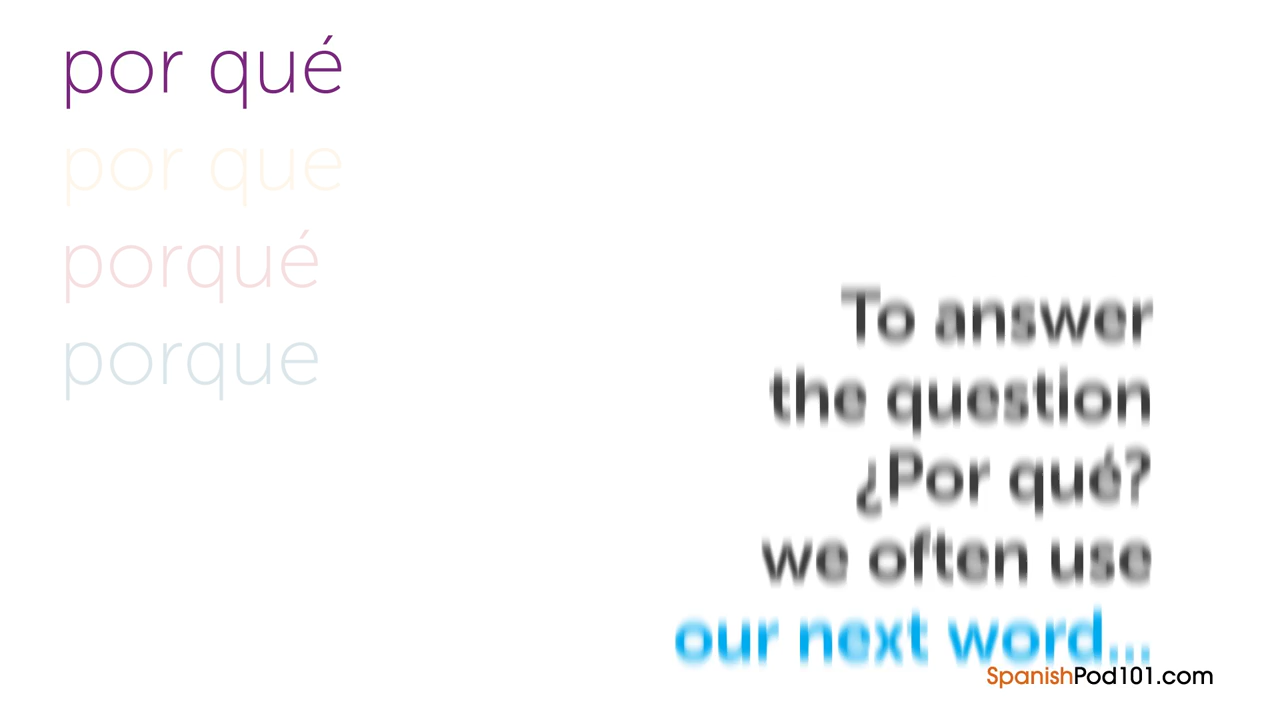 por qué
por que
porqué
porque
To answer
the question
¿Por qué?
we often use
our next word...
SpanishPod101.com